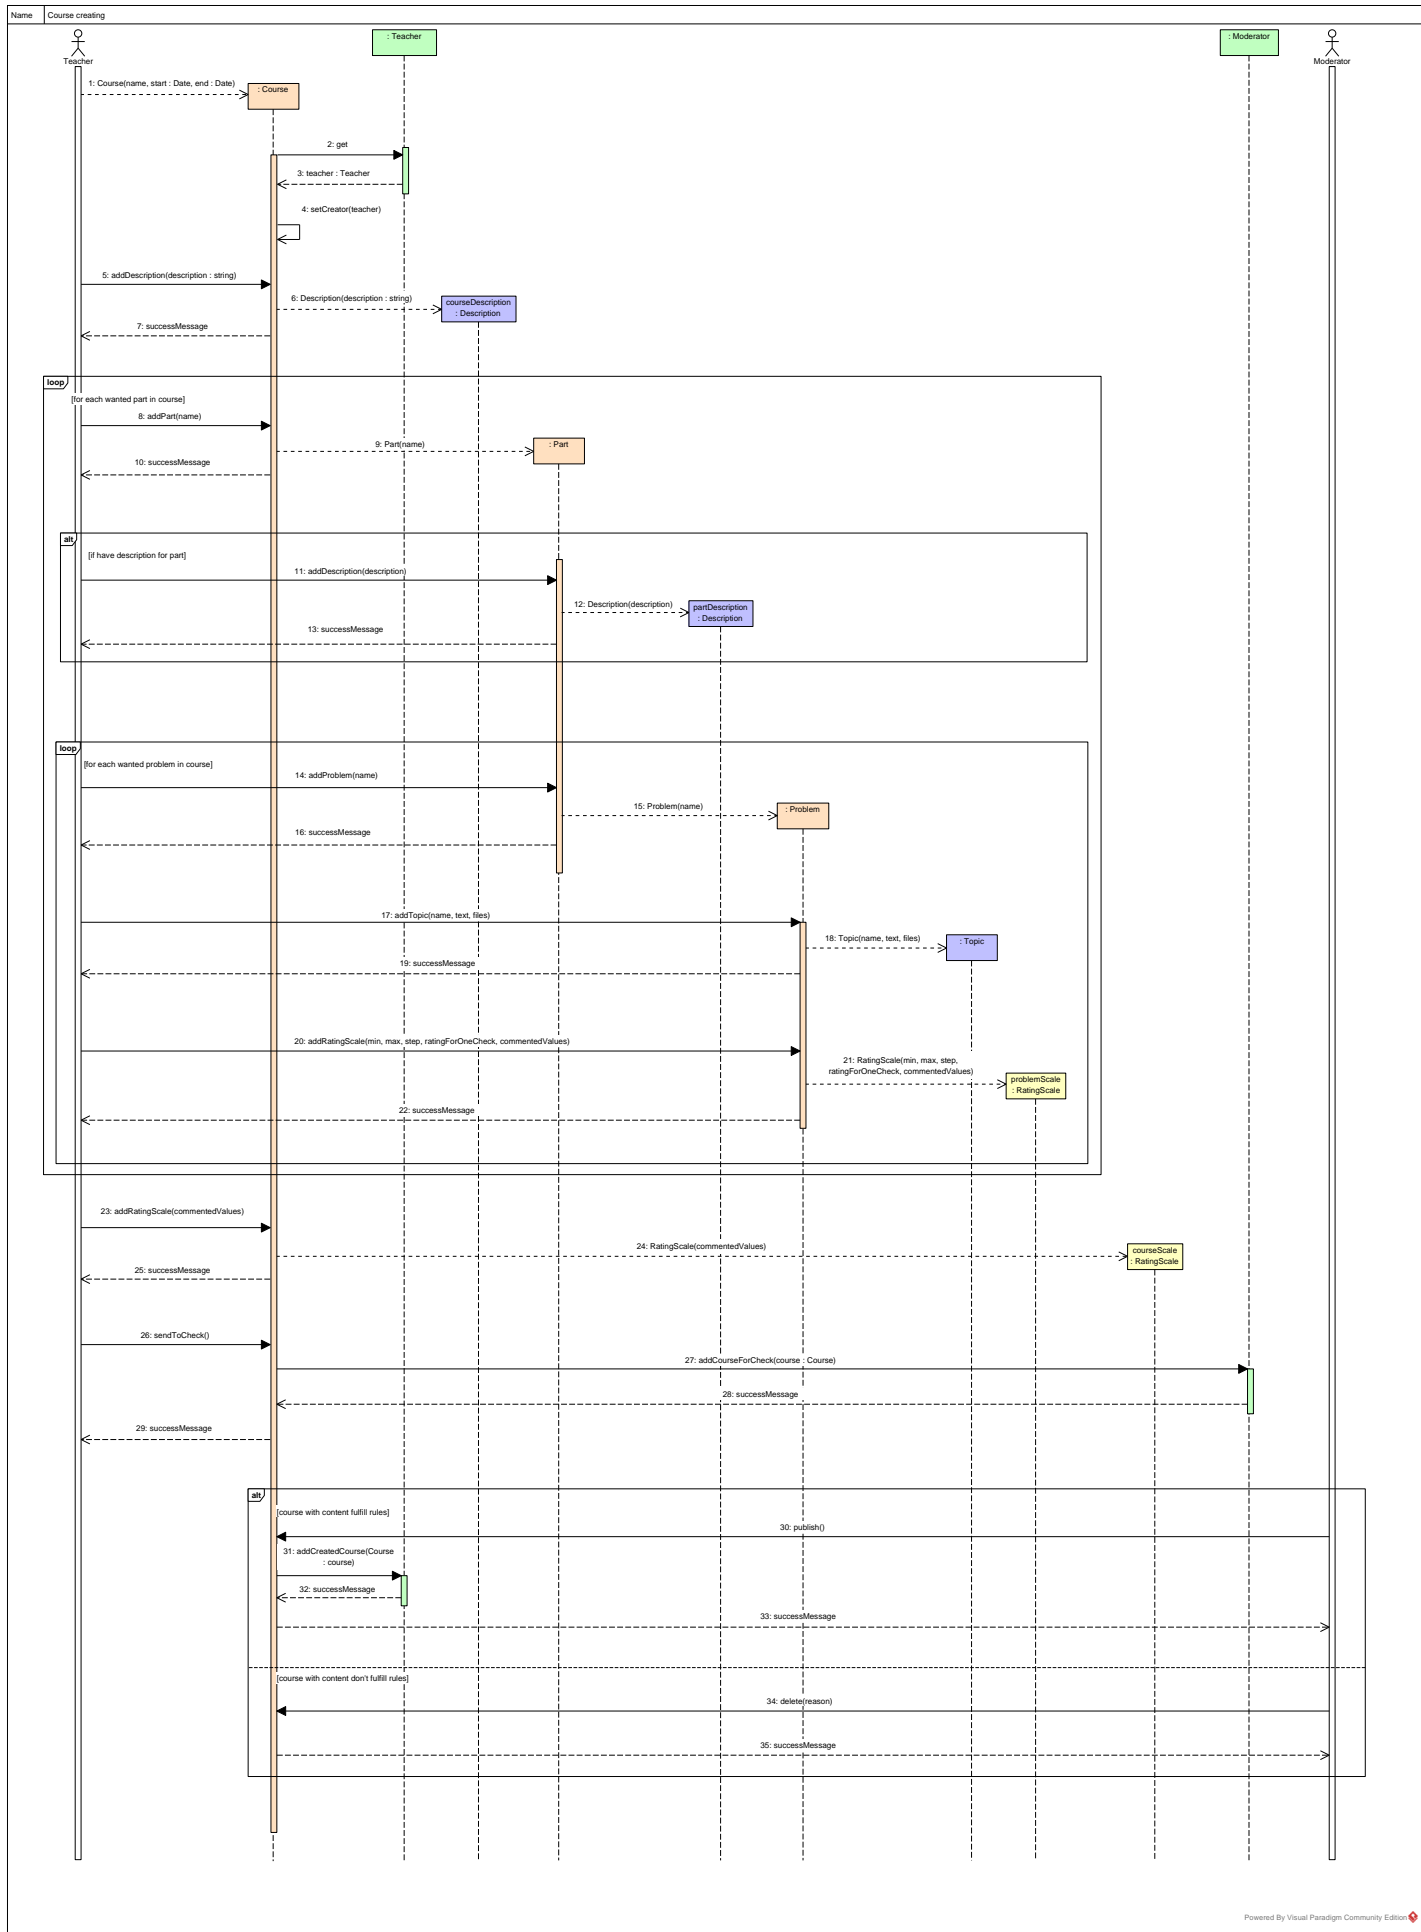 Name Course creating
: Teacher
: Moderator
Teacher
Moderator
1: Course(name, start : Date, end : Date)
: Course
2: get
3: teacher : Teacher
4: setCreator(teacher)
5: addDescription(description : string)
6: Description(description : string)
courseDescription
: Description
7: successMessage
loop
[for each wanted part in course]
8: addPart(name)
9: Part(name)
: Part
10: successMessage
alt
[if have description for part]
11: addDescription(description)
12: Description(description)
partDescription
: Description
13: successMessage
loop
[for each wanted problem in course]
14: addProblem(name)
15: Problem(name)
: Problem
16: successMessage
17: addTopic(name, text, files)
18: Topic(name, text, files)
: Topic
19: successMessage
20: addRatingScale(min, max, step, ratingForOneCheck, commentedValues)
21: RatingScale(min, max, step,
ratingForOneCheck, commentedValues)
problemScale
: RatingScale
22: successMessage
23: addRatingScale(commentedValues)
24: RatingScale(commentedValues)
courseScale
: RatingScale
25: successMessage
26: sendToCheck()
27: addCourseForCheck(course : Course)
28: successMessage
29: successMessage
alt
[course with content fulfill rules]
30: publish()
31: addCreatedCourse(Course
: course)
32: successMessage
33: successMessage
[course with content don't fulfill rules]
34: delete(reason)
35: successMessage
Powered By Visual Paradigm Community Edition